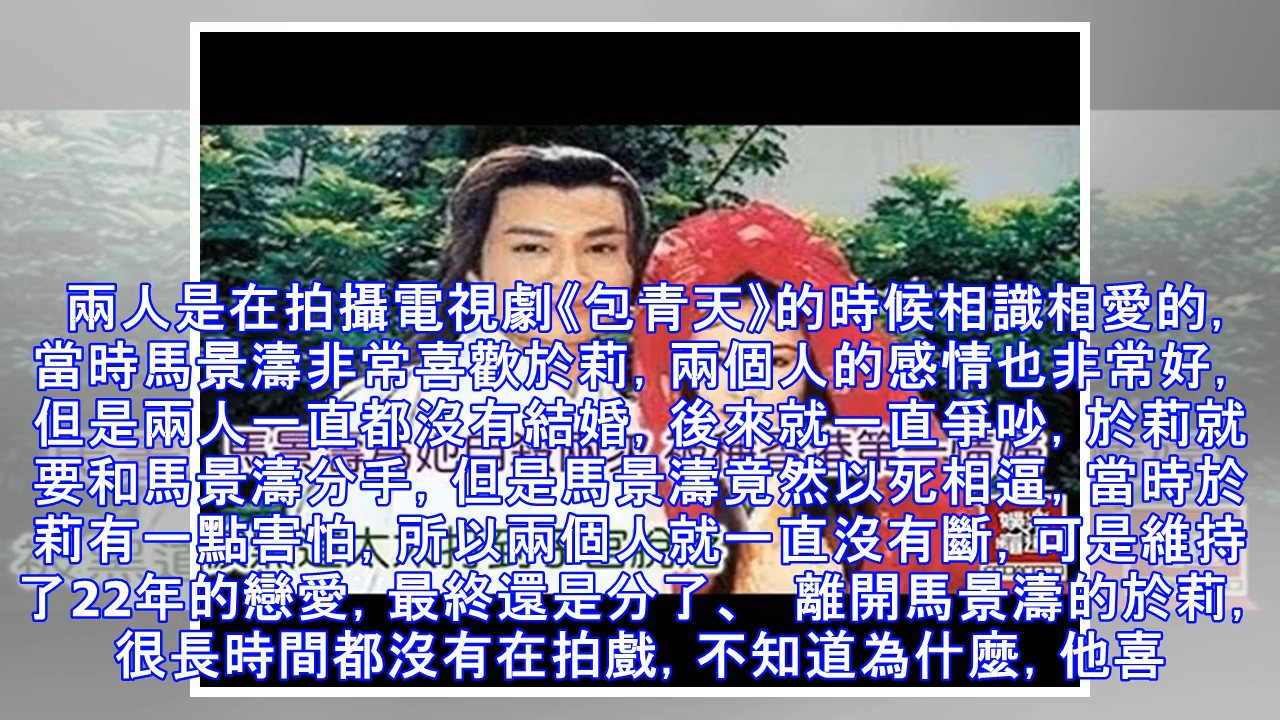 兩人是在拍攝電視劇《包青天》的時候相識相愛的,
當時馬景濤非常喜歡於莉, 兩個人的感情也非常好,
但是兩人一直都沒有結婚, 後來就一直爭吵, 於莉就
要和馬景濤分手, 但是馬景濤竟然以死相逼, 當時於
莉有一點害怕, 所以兩個人就一直沒有斷, 可是維持
了22年的戀愛, 最終還是分了、 離開馬景濤的於莉,
很長時間都沒有在拍戲, 不知道為什麼, 他喜